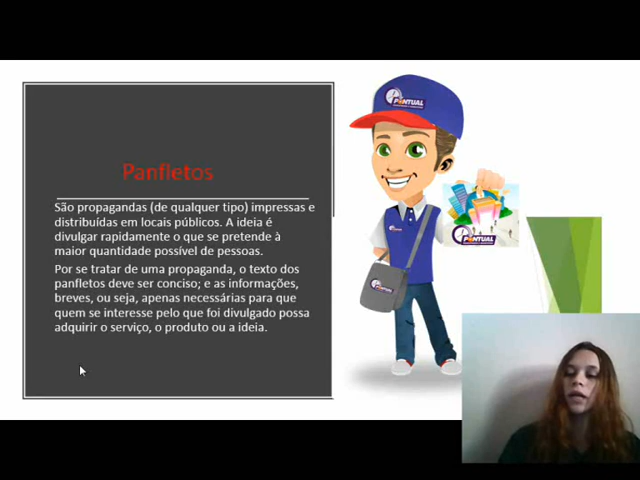 PONTUAL
Panfletos
São propagandas (de qualquer tipo) impressas e
distribuídas em locais públicos. A ideia é
divulgar rapidamente o que se pretende à
maior quantidade possível de pessoas.
Por se tratar de uma propaganda, o texto dos
panfletos deve ser conciso; e as informações,
breves, ou seja, apenas necessárias para que
quem se interesse pelo que foi divulgado possa
adquirir o serviço, o produto ou a ideia.
PONTUAL